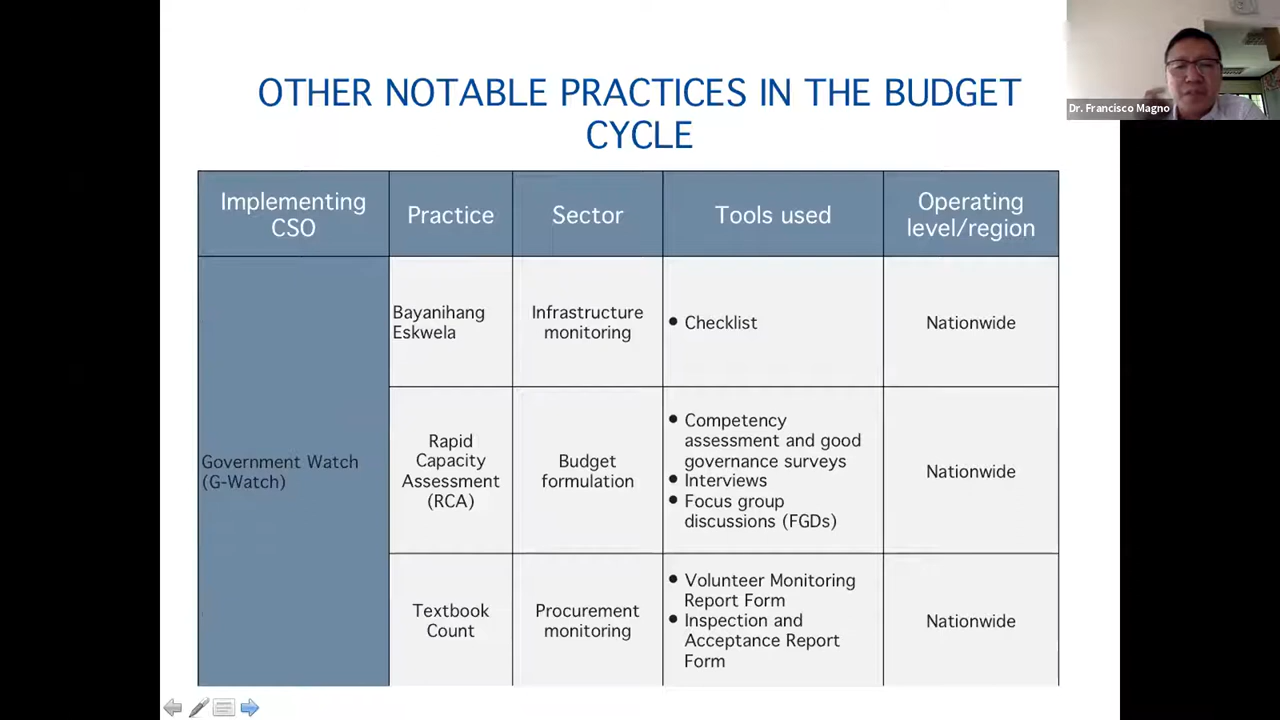 OTHER NOTABLE PRACTICES IN THE BUDGET
CYCLE
Dr. Francisco Magno
Implementing
CSO
Practice
Sector
Tools used
Operating
level/region
Government Watch
(G-Watch)
Bayanihang
Eskwela
Infrastructure
monitoring
• Checklist
Nationwide
Rapid
Capacity
Assessment
(RCA)
Budget
formulation
• Competency
assessment and good
governance surveys
• Interviews
• Focus group
discussions (FGDs)
Nationwide
Textbook
Count
Procurement
monitoring
• Volunteer Monitoring
Report Form
• Inspection and
Acceptance Report
Form
Nationwide